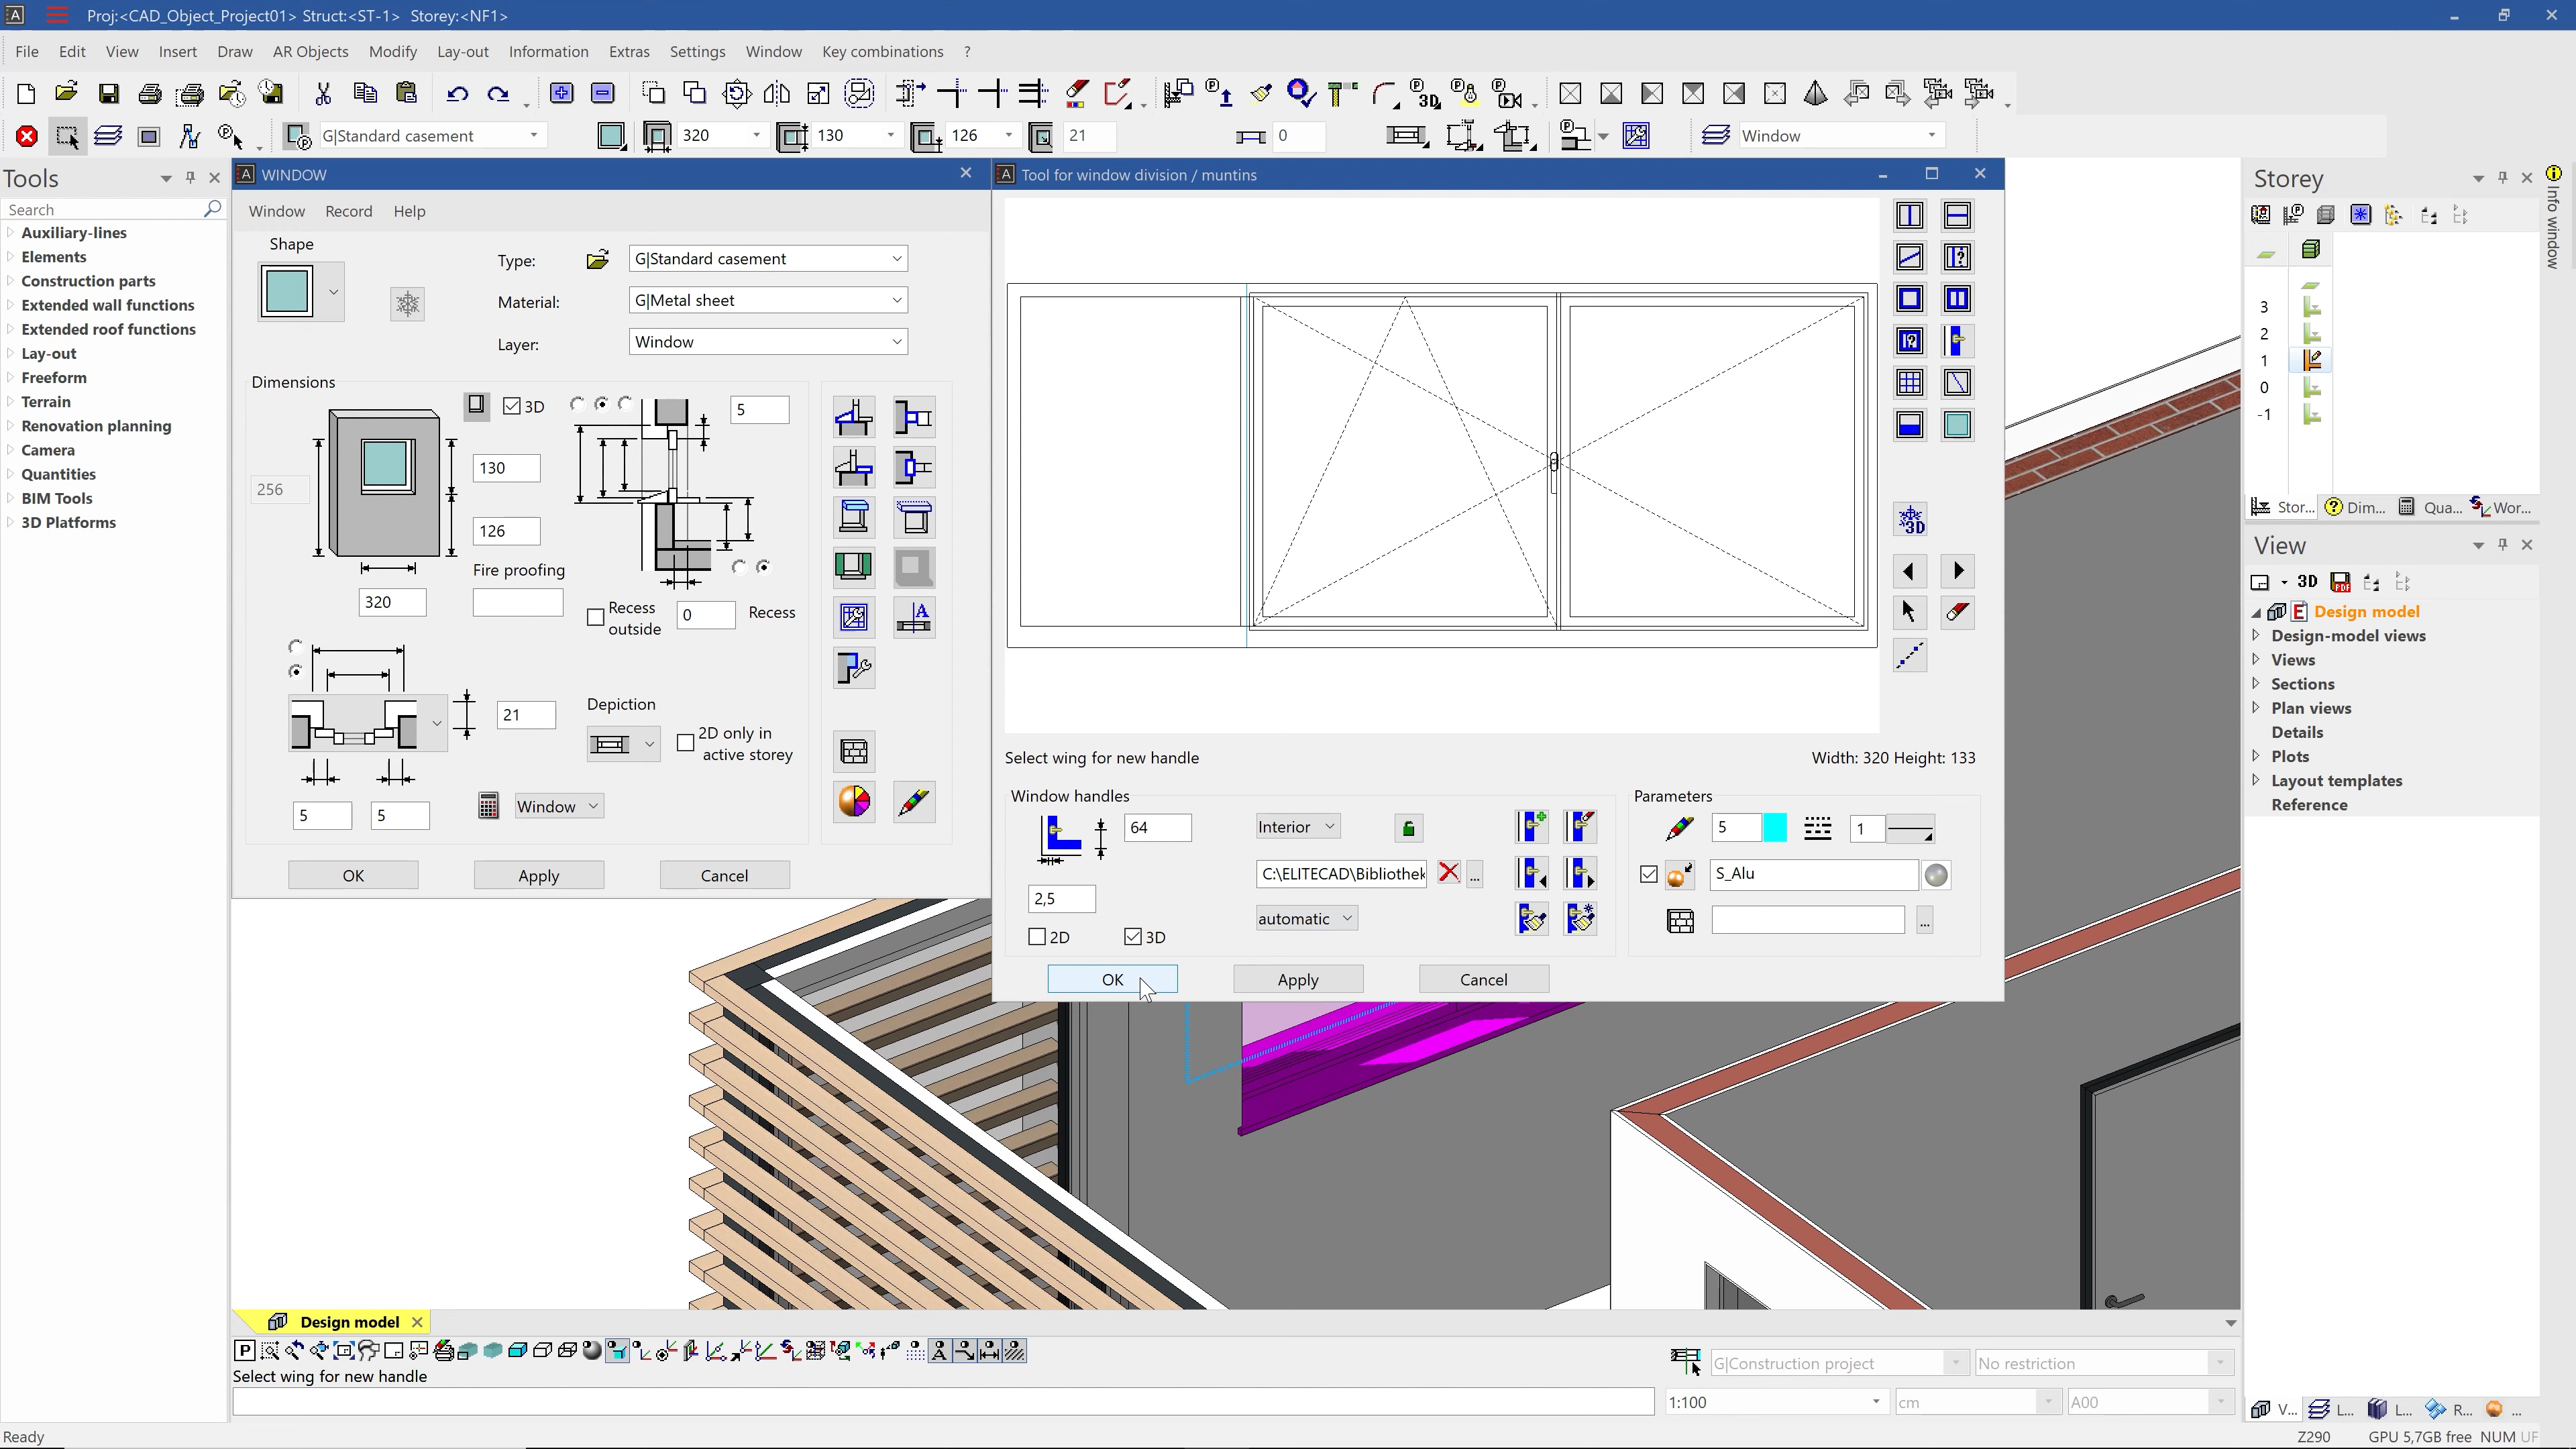 Proj:<CAD_Object_Project01> Struct:<ST-1> Storey:<NF1>
File Edit View Insert Draw AR Objects Modify Lay-out Information Extras Settings Window Key combinations ?
G|Standard casement 320 130 126 21 0 Window
Tools
Search
Auxiliary-lines
Elements
Construction parts
Extended wall functions
Extended roof functions
Lay-out
Freeform
Terrain
Renovation planning
Camera
Quantities
BIM Tools
3D Platforms
WINDOW
Window Record Help
Shape
Type: G|Standard casement
Material: G|Metal sheet
Layer: Window
Dimensions
3D
5
130
256
126
Fire proofing
320
Recess outside
0
Recess
21
Depiction
2D only in active storey
5 5
Window
OK Apply Cancel
Tool for window division / muntins
3D
Select wing for new handle
Width: 320 Height: 133
Window handles
64
Interior
C:\ELITECAD\Bibliothek
...
2,5
automatic
2D 3D
Parameters
5 1
S_Alu
...
OK Apply Cancel
Storey
3
2
1
0
-1
Stor... Dim... Qua... Wor...
View
3D
Design model
Design-model views
Views
Sections
Plan views
Details
Plots
Layout templates
Reference
Info window
Design model
Select wing for new handle
G|Construction project No restriction
1:100 cm A00
V... L... L... R... ...
Ready
Z290 GPU 5,7GB free NUM UF